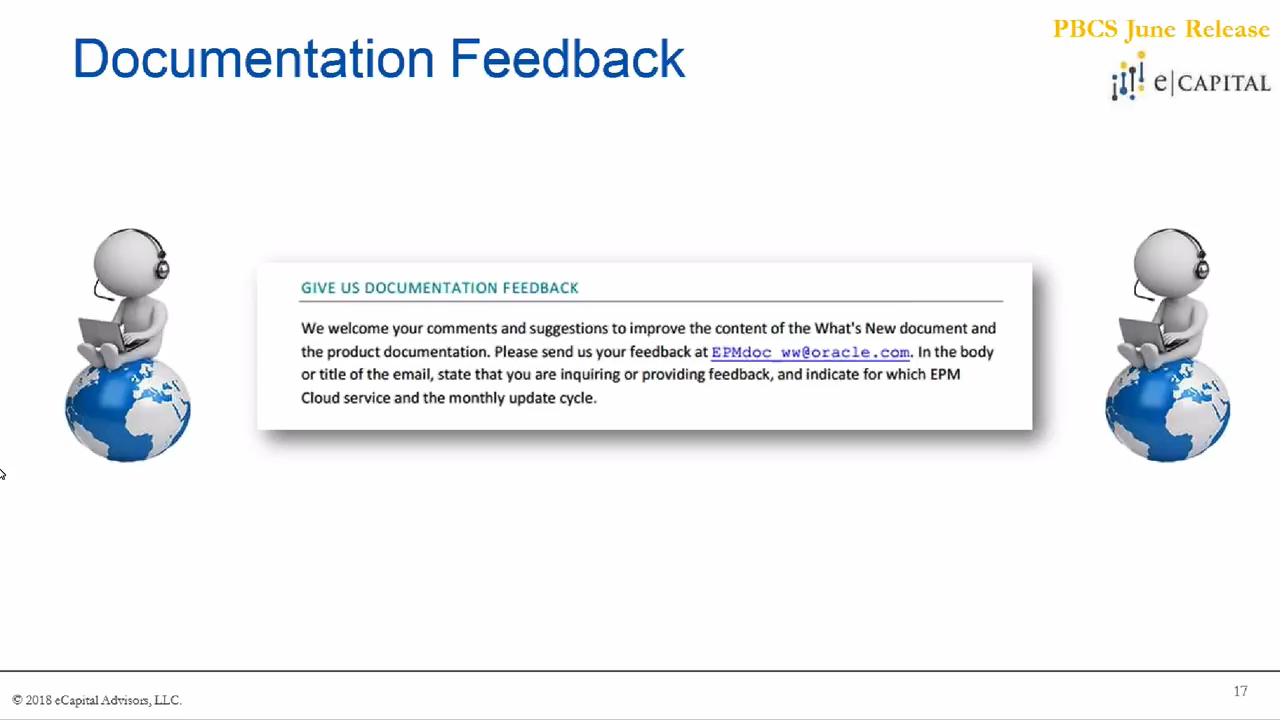 PBCS June Release
Documentation Feedback
e|CAPITAL
GIVE US DOCUMENTATION FEEDBACK
We welcome your comments and suggestions to improve the content of the What's New document and
the product documentation. Please send us your feedback at EPMdoc_ww@oracle.com. In the body
or title of the email, state that you are inquiring or providing feedback, and indicate for which EPM
Cloud service and the monthly update cycle.
© 2018 eCapital Advisors, LLC.
17